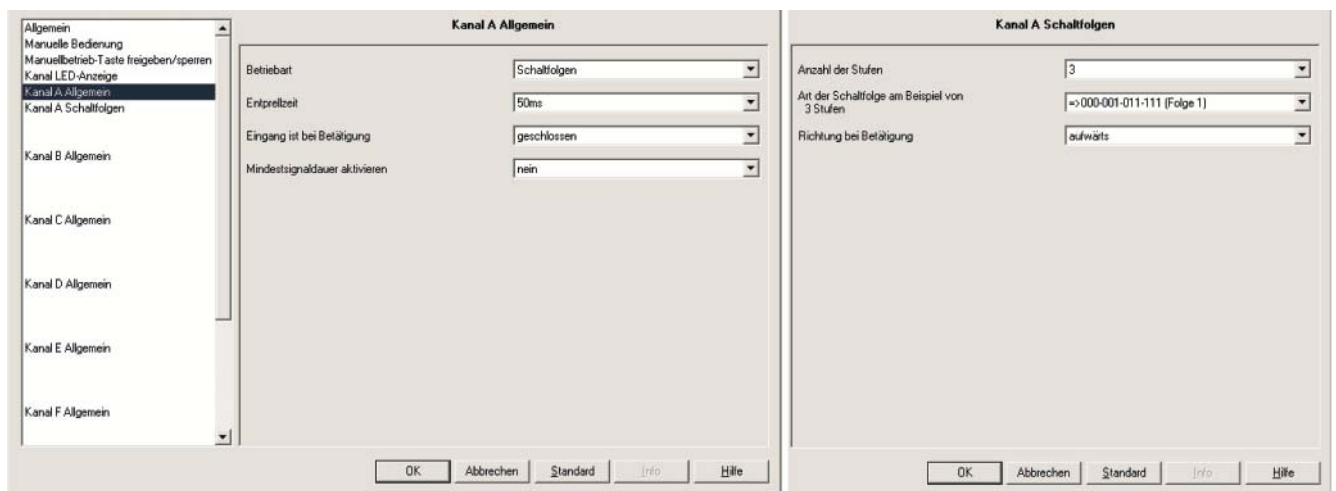 Allgemein
Manuelle Bedienung
Manuellbetrieb-Taste freigeben/sperren
Kanal LED-Anzeige
Kanal A Allgemein
Kanal A Schaltfolgen
Kanal B Allgemein
Kanal C Allgemein
Kanal D Allgemein
Kanal E Allgemein
Kanal F Allgemein
Kanal A Allgemein
Betriebart Schaltfolgen
Entprellzeit 50ms
Eingang ist bei Betätigung geschlossen
Mindestsignaldauer aktivieren nein
OK Abbrechen Standard Info Hilfe
Kanal A Schaltfolgen
Anzahl der Stufen 3
Art der Schaltfolge am Beispiel von
3 Stufen =>000-001-011-111 (Folge 1)
Richtung bei Betätigung aufwärts
OK Abbrechen Standard Info Hilfe